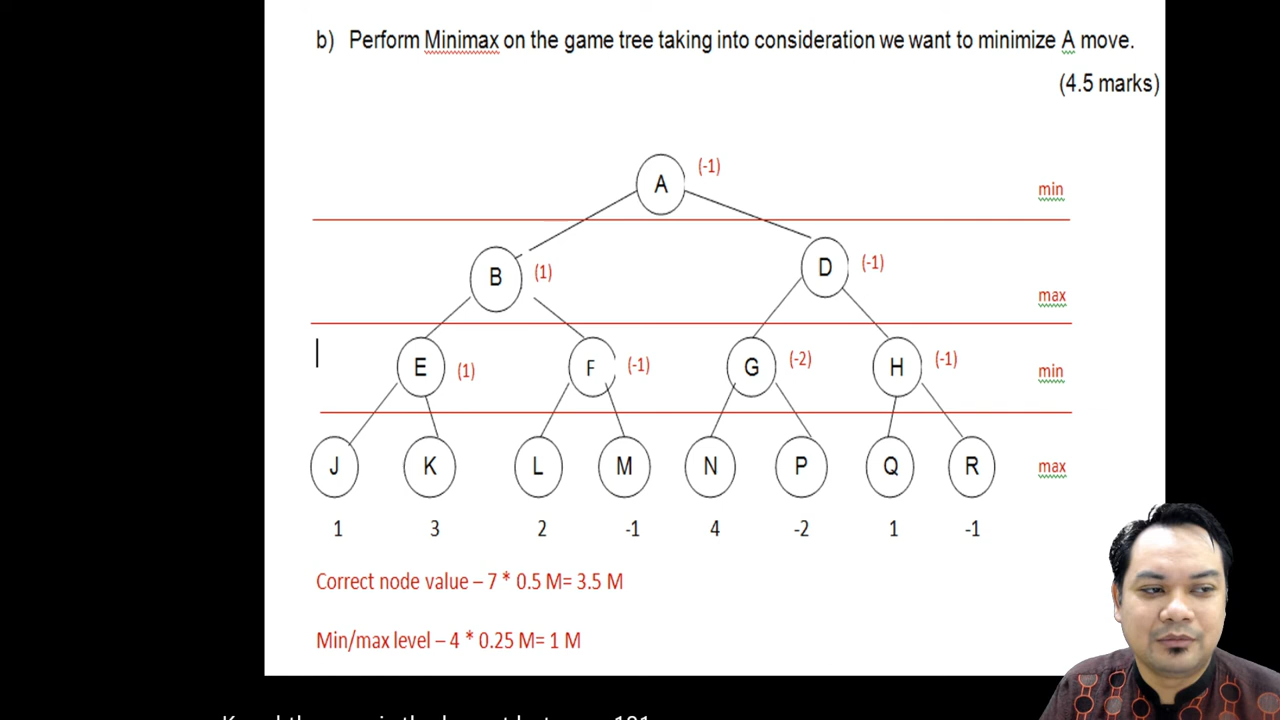 b) Perform Minimax on the game tree taking into consideration we want to minimize A move.
(4.5 marks)
A (-1) min
B (1) D (-1) max
E (1) F (-1) G (-2) H (-1) min
J K L M N P Q R max
1 3 2 -1 4 -2 1 -1
Correct node value – 7 * 0.5 M= 3.5 M
Min/max level – 4 * 0.25 M= 1 M